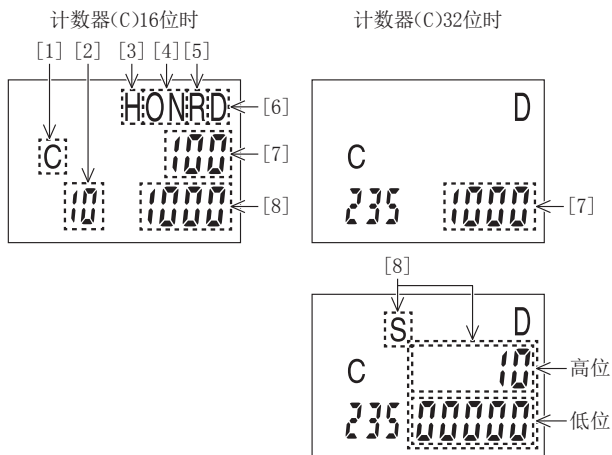 计数器(C)16位时
[1] [2] [3] [4] [5]
HONRD
[6]
C
100
[7]
10
1000
[8]
计数器(C)32位时
D
C
235
1000
[7]
[8]
S
D
C
10
高位
235
00000
低位